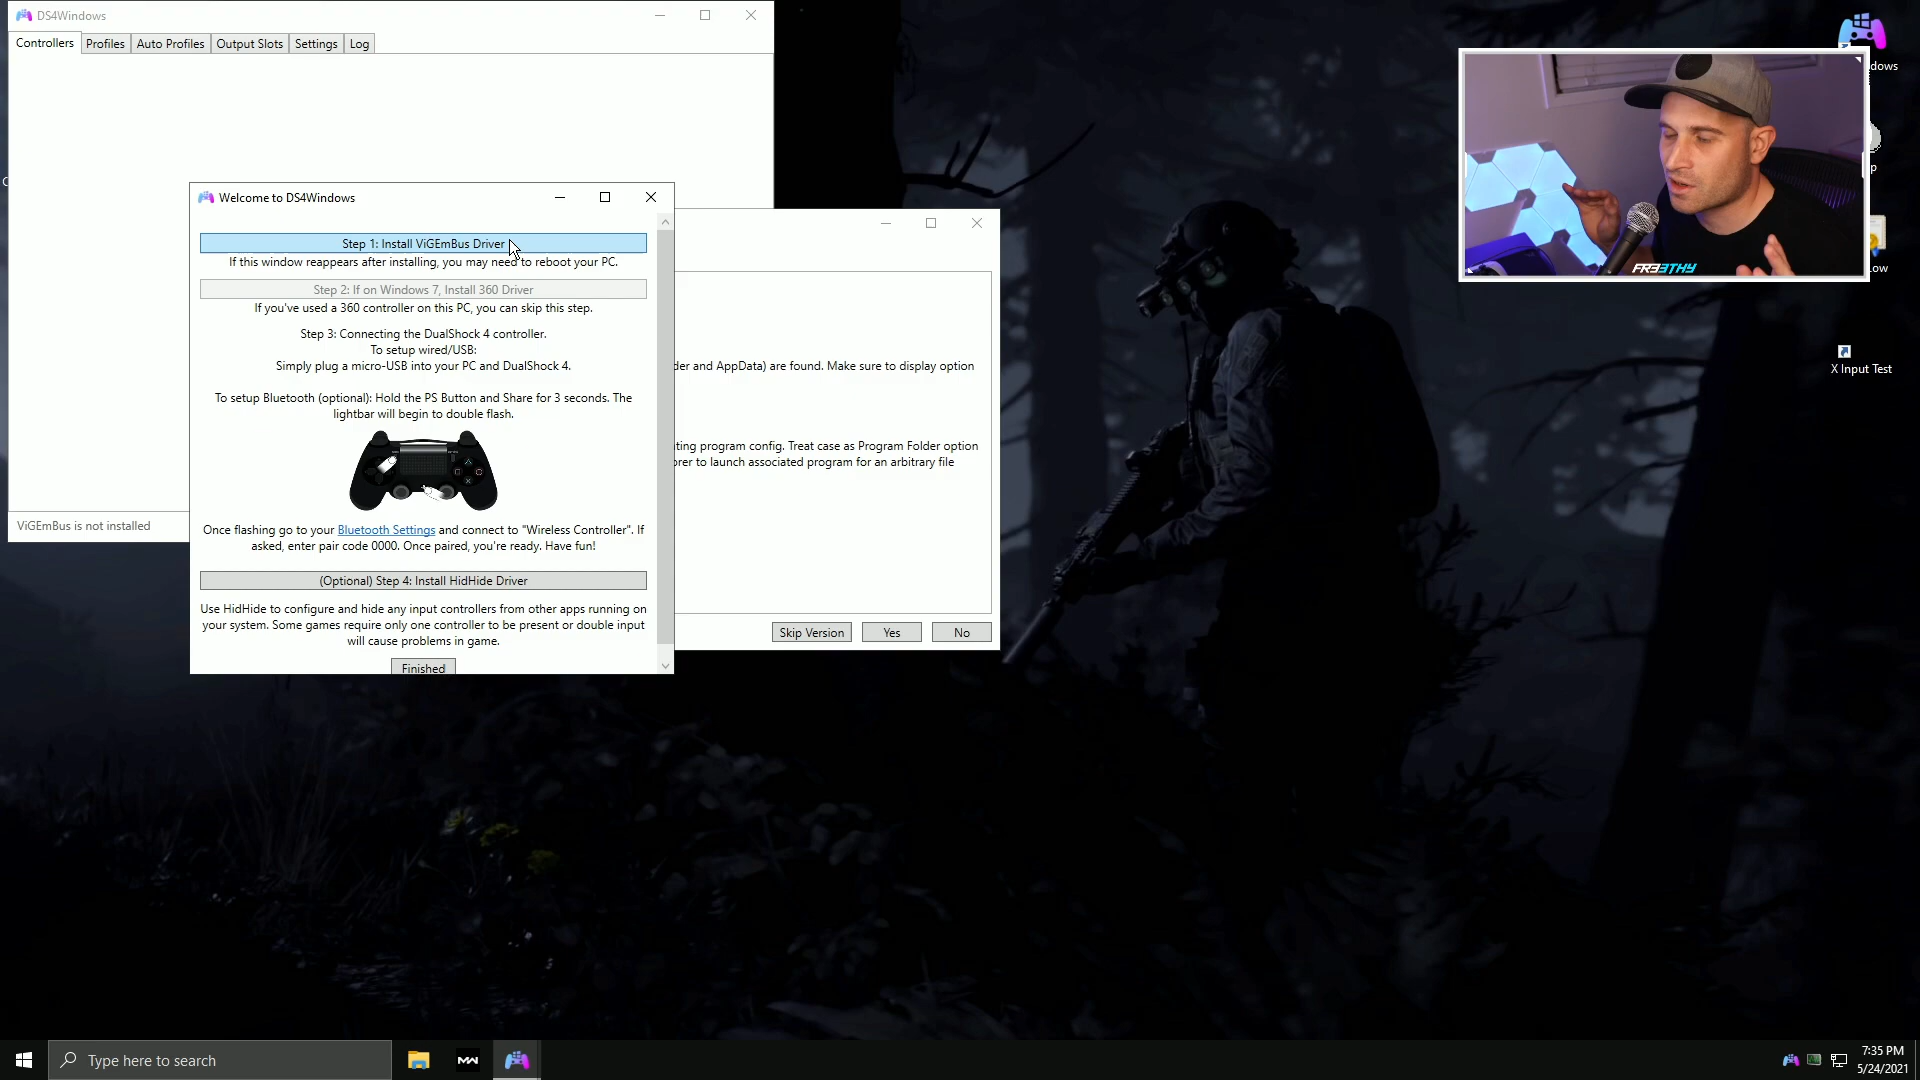 DS4Windows
Controllers
Profiles
Auto Profiles
Output Slots
Settings
Log
Welcome to DS4Windows
Step 1: Install ViGEmBus Driver
If this window reappears after installing, you may need to reboot your PC.
Step 2: If on Windows 7, Install 360 Driver
If you've used a 360 controller on this PC, you can skip this step.
Step 3: Connecting the DualShock 4 controller.
To setup wired/USB:
Simply plug a micro-USB into your PC and DualShock 4.
To setup Bluetooth (optional): Hold the PS Button and Share for 3 seconds. The
lightbar will begin to double flash.
Once flashing go to your Bluetooth Settings and connect to "Wireless Controller". If
asked, enter pair code 0000. Once paired, you're ready. Have fun!
(Optional) Step 4: Install HidHide Driver
Use HidHide to configure and hide any input controllers from other apps running on
your system. Some games require only one controller to be present or double input
will cause problems in game.
Finished
ViGEmBus is not installed
der and AppData) are found. Make sure to display option
ting program config. Treat case as Program Folder option
orer to launch associated program for an arbitrary file
Skip Version
Yes
No
FR33THY
dows
p
low
X Input Test
Type here to search
MW
7:35 PM
5/24/2021